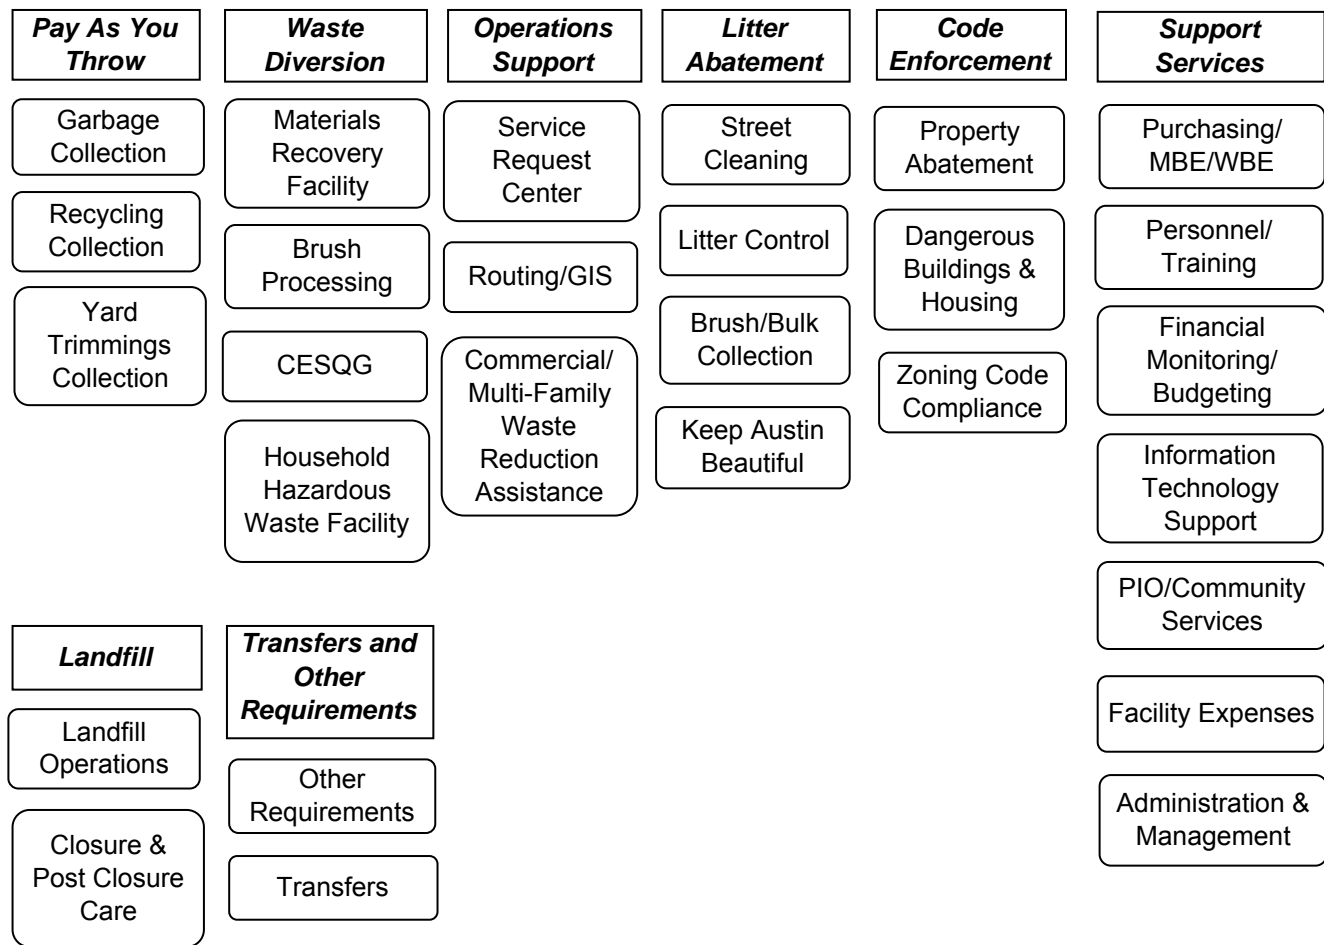 Pay As You
Throw
Garbage
Collection
Recycling
Collection
Yard
Trimmings
Collection
Waste
Diversion
Materials
Recovery
Facility
Brush
Processing
CESQG
Household
Hazardous
Waste Facility
Operations
Support
Service
Request
Center
Routing/GIS
Commercial/
Multi-Family
Waste
Reduction
Assistance
Litter
Abatement
Street
Cleaning
Litter Control
Brush/Bulk
Collection
Keep Austin
Beautiful
Code
Enforcement
Property
Abatement
Dangerous
Buildings &
Housing
Zoning Code
Compliance
Support
Services
Purchasing/
MBE/WBE
Personnel/
Training
Financial
Monitoring/
Budgeting
Information
Technology
Support
PIO/Community
Services
Facility Expenses
Administration &
Management
Landfill
Landfill
Operations
Closure &
Post Closure
Care
Transfers and
Other
Requirements
Other
Requirements
Transfers